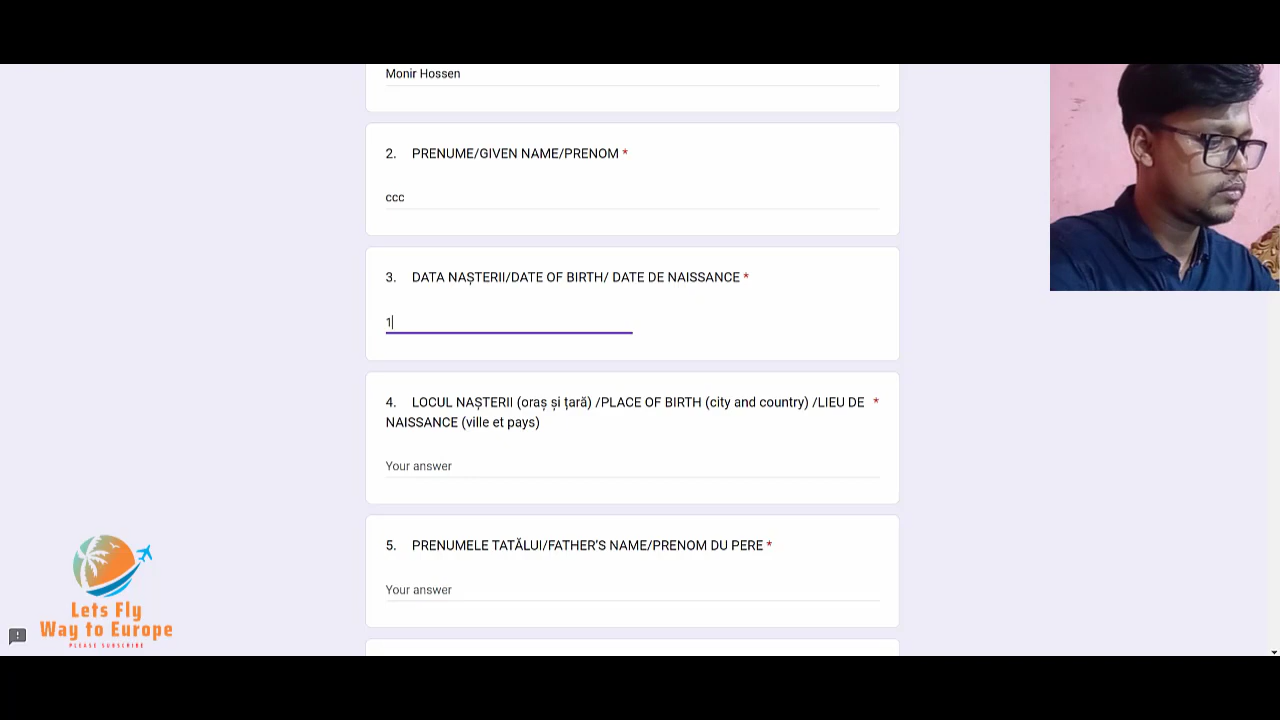 Monir Hossen
2. PRENUME/GIVEN NAME/PRENOM *
ccc
3. DATA NAȘTERII/DATE OF BIRTH/ DATE DE NAISSANCE *
1
4. LOCUL NAȘTERII (oraș și țară) /PLACE OF BIRTH (city and country) /LIEU DE *
NAISSANCE (ville et pays)
Your answer
5. PRENUMELE TATĂLUI/FATHER'S NAME/PRENOM DU PERE *
Your answer
Lets Fly
Way to Europe
PLEASE SUBSCRIBE